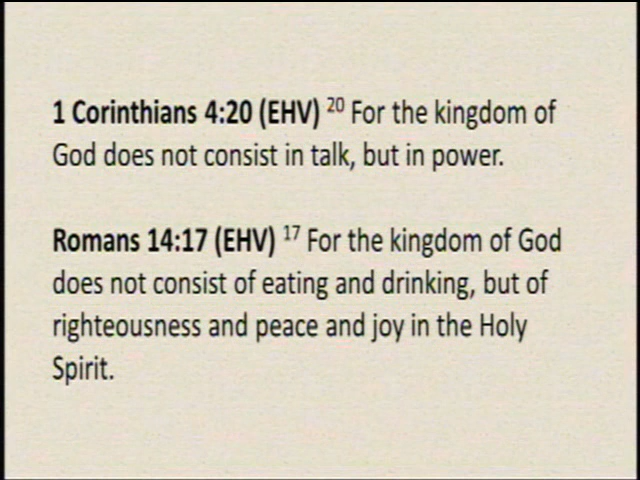 1 Corinthians 4:20 (EHV) 20 For the kingdom of
God does not consist in talk, but in power.
Romans 14:17 (EHV) 17 For the kingdom of God
does not consist of eating and drinking, but of
righteousness and peace and joy in the Holy
Spirit.